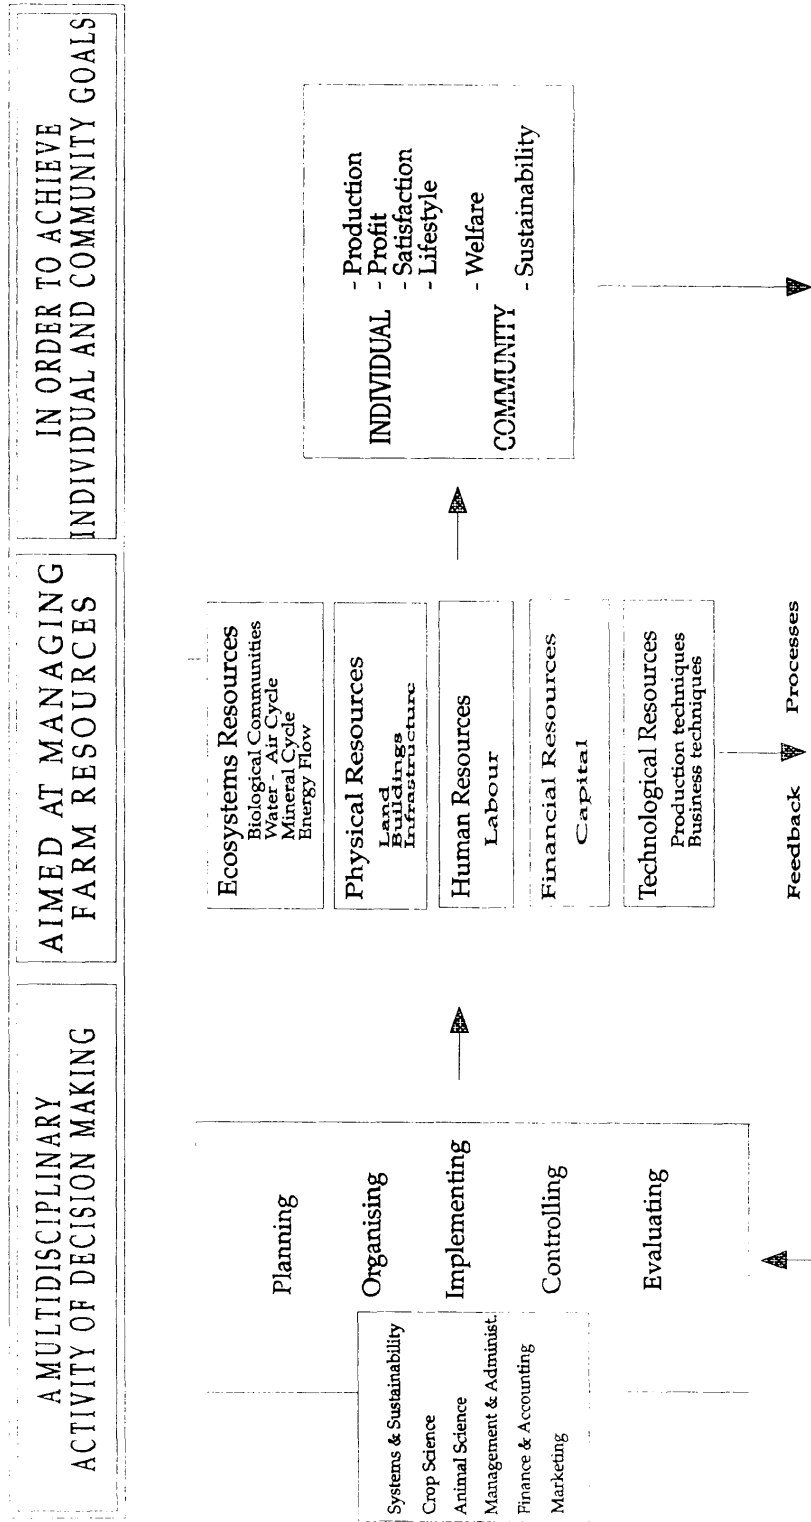 A MULTIDISCIPLINARY
ACTIVITY OF DECISION MAKING
AIMED AT MANAGING
FARM RESOURCES
IN ORDER TO ACHIEVE
INDIVIDUAL AND COMMUNITY GOALS
Systems & Sustainability
Crop Science
Animal Science
Management & Administ.
Finance & Accounting
Marketing
Planning
Organising
Implementing
Controlling
Evaluating
Ecosystems Resources
Biological Communities
Water - Air Cycle
Mineral Cycle
Energy Flow
Physical Resources
Land
Buildings
Infrastructure
Human Resources
Labour
Financial Resources
Capital
Technological Resources
Production techniques
Business techniques
INDIVIDUAL
- Production
- Profit
- Satisfaction
- Lifestyle
COMMUNITY
- Welfare
- Sustainability
Feedback Processes